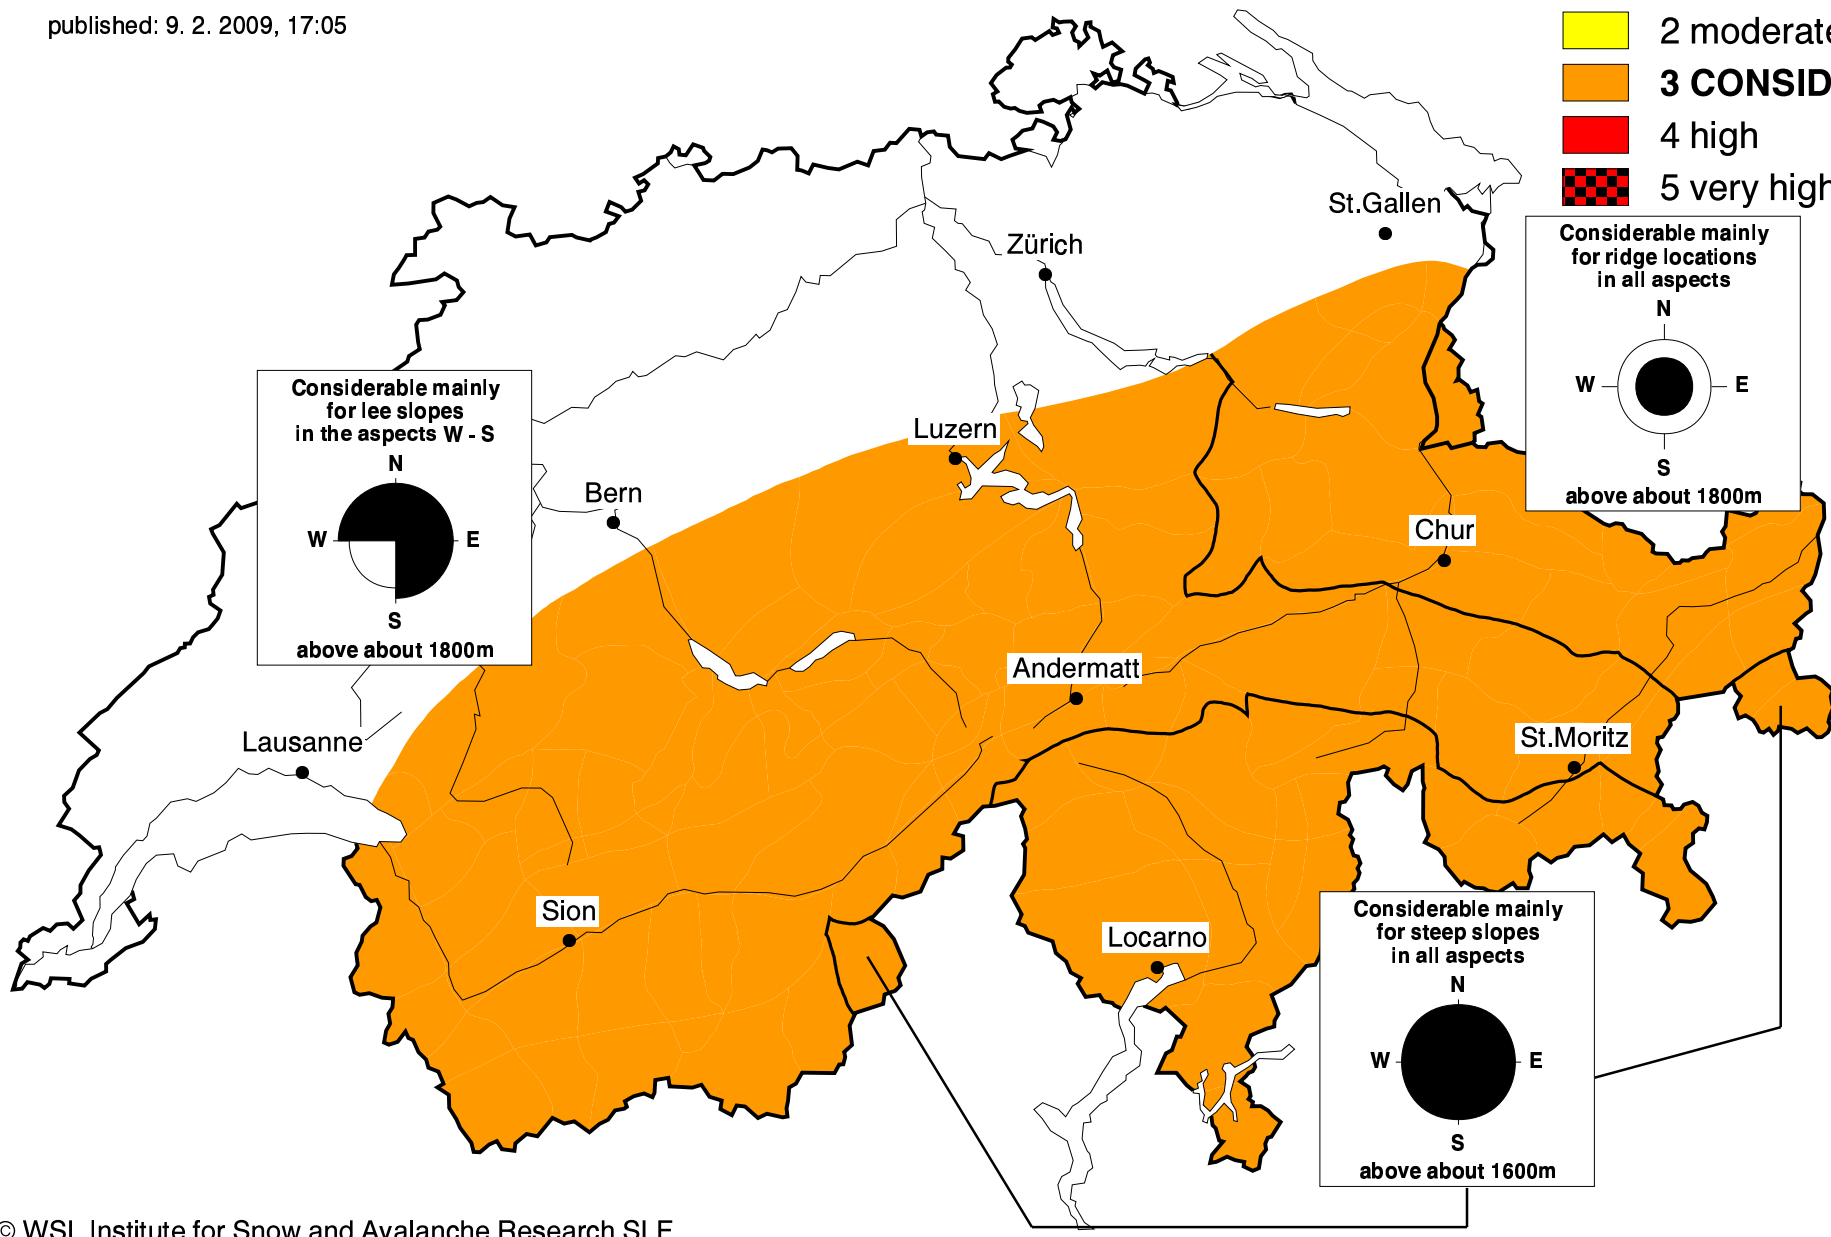 published: 9. 2. 2009, 17:05
2 moderate
3 CONSID
4 high
5 very high
St.Gallen
Zürich
Considerable mainly
for ridge locations
in all aspects
N
W E
S
above about 1800m
Considerable mainly
for lee slopes
in the aspects W - S
N
W E
S
above about 1800m
Luzern
Bern
Chur
Andermatt
Lausanne
St.Moritz
Sion
Locarno
Considerable mainly
for steep slopes
in all aspects
N
W E
S
above about 1600m
© WSL Institute for Snow and Avalanche Research SLF